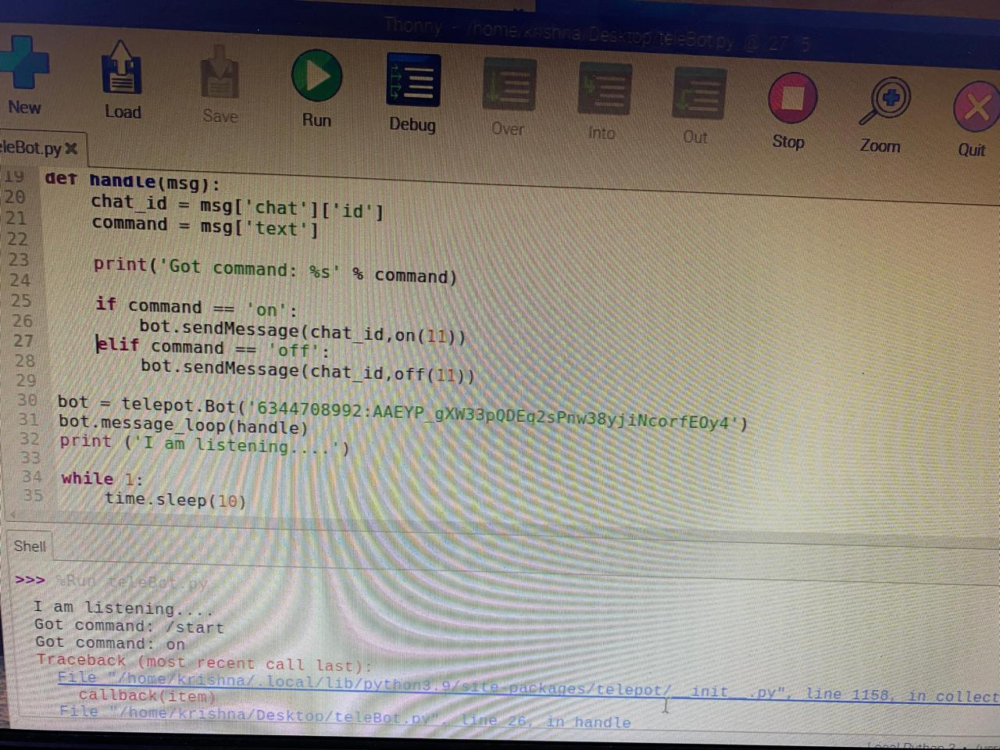 Thonny - /home/krishna/Desktop/teleBot.py @ 27 : 5
New
Load
Save
Run
Debug
Over
Into
Out
Stop
Zoom
Quit
eleBot.py ×
19 def handle(msg):
20 chat_id = msg['chat']['id']
21 command = msg['text']
22
23 print('Got command: %s' % command)
24
25 if command == 'on':
26 bot.sendMessage(chat_id,on(11))
27 elif command == 'off':
28 bot.sendMessage(chat_id,off(11))
29
30 bot = telepot.Bot('6344708992:AAEYP_gXW33pQDEq2sPnw38yjiNcorfEOy4')
31 bot.message_loop(handle)
32 print ('I am listening....')
33
34 while 1:
35 time.sleep(10)
Shell
>>> %Run teleBot.py
I am listening....
Got command: /start
Got command: on
Traceback (most recent call last):
File "/home/krishna/.local/lib/python3.9/site-packages/telepot/__init__.py", line 1158, in collect
callback(item)
File "/home/krishna/Desktop/teleBot.py", line 26, in handle